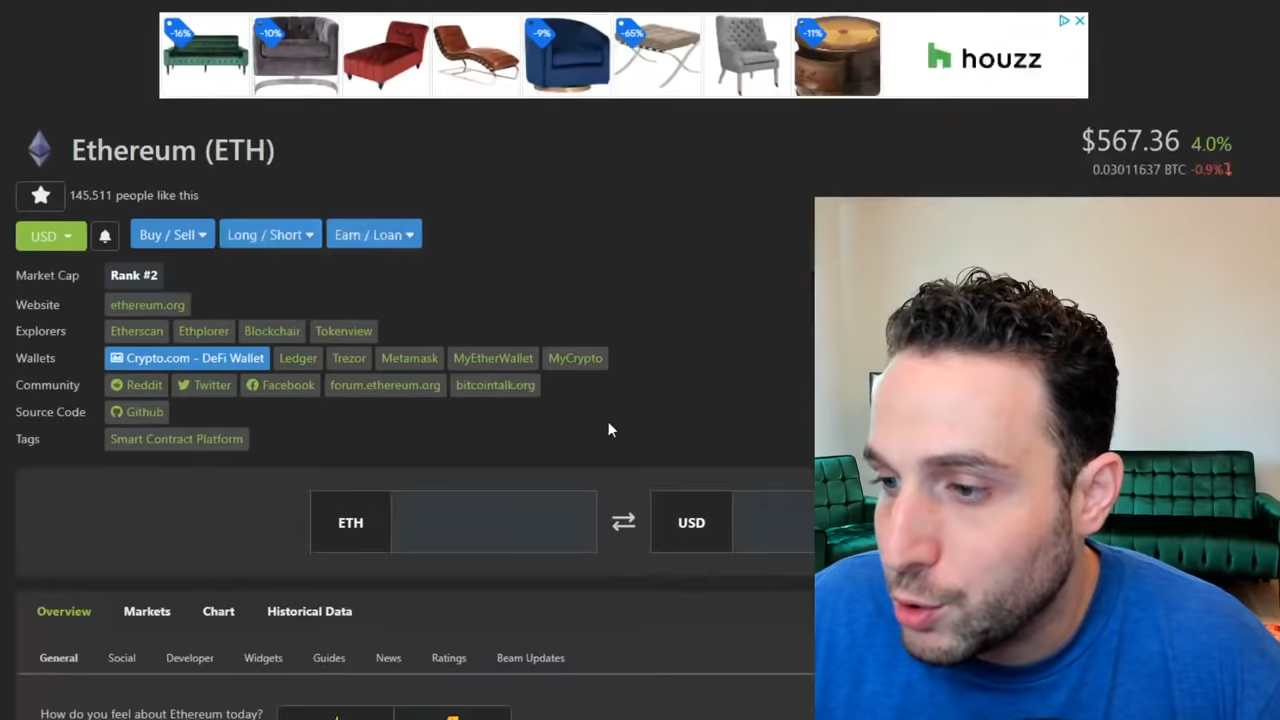 -16%
-10%
-9%
-65%
-11%
houzz
Ethereum (ETH)
$567.36 4.0%
0.03011637 BTC -0.9%
145,511 people like this
USD
Buy / Sell
Long / Short
Earn / Loan
Market Cap Rank #2
Website ethereum.org
Explorers Etherscan Ethplorer Blockchair Tokenview
Wallets Crypto.com - DeFi Wallet Ledger Trezor Metamask MyEtherWallet MyCrypto
Community Reddit Twitter Facebook forum.ethereum.org bitcointalk.org
Source Code Github
Tags Smart Contract Platform
ETH USD
Overview Markets Chart Historical Data
General Social Developer Widgets Guides News Ratings Beam Updates
How do you feel about Ethereum today?